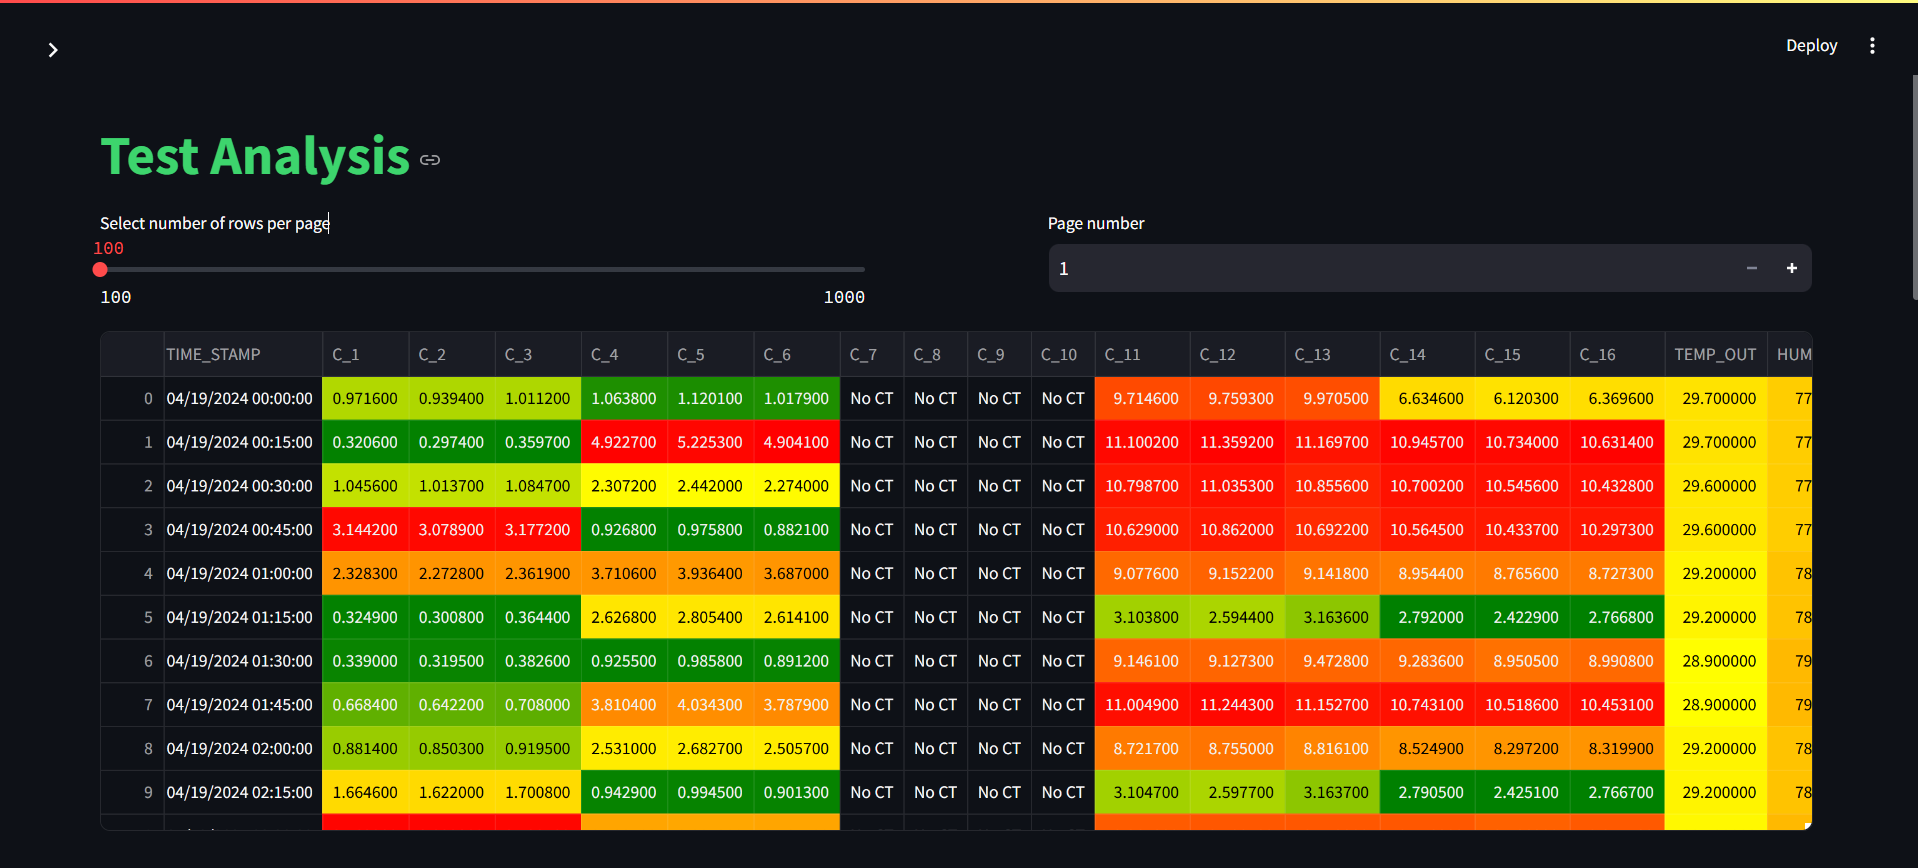 Deploy
Test Analysis
Select number of rows per page
100
100 1000
Page number
1
TIME_STAMP C_1 C_2 C_3 C_4 C_5 C_6 C_7 C_8 C_9 C_10 C_11 C_12 C_13 C_14 C_15 C_16 TEMP_OUT HUM
0 04/19/2024 00:00:00 0.971600 0.939400 1.011200 1.063800 1.120100 1.017900 No CT No CT No CT No CT 9.714600 9.759300 9.970500 6.634600 6.120300 6.369600 29.700000 77
1 04/19/2024 00:15:00 0.320600 0.297400 0.359700 4.922700 5.225300 4.904100 No CT No CT No CT No CT 11.100200 11.359200 11.169700 10.945700 10.734000 10.631400 29.700000 77
2 04/19/2024 00:30:00 1.045600 1.013700 1.084700 2.307200 2.442000 2.274000 No CT No CT No CT No CT 10.798700 11.035300 10.855600 10.700200 10.545600 10.432800 29.600000 77
3 04/19/2024 00:45:00 3.144200 3.078900 3.177200 0.926800 0.975800 0.882100 No CT No CT No CT No CT 10.629000 10.862000 10.692200 10.564500 10.433700 10.297300 29.600000 77
4 04/19/2024 01:00:00 2.328300 2.272800 2.361900 3.710600 3.936400 3.687000 No CT No CT No CT No CT 9.077600 9.152200 9.141800 8.954400 8.765600 8.727300 29.200000 78
5 04/19/2024 01:15:00 0.324900 0.300800 0.364400 2.626800 2.805400 2.614100 No CT No CT No CT No CT 3.103800 2.594400 3.163600 2.792000 2.422900 2.766800 29.200000 78
6 04/19/2024 01:30:00 0.339000 0.319500 0.382600 0.925500 0.985800 0.891200 No CT No CT No CT No CT 9.146100 9.127300 9.472800 9.283600 8.950500 8.990800 28.900000 79
7 04/19/2024 01:45:00 0.668400 0.642200 0.708000 3.810400 4.034300 3.787900 No CT No CT No CT No CT 11.004900 11.244300 11.152700 10.743100 10.518600 10.453100 28.900000 79
8 04/19/2024 02:00:00 0.881400 0.850300 0.919500 2.531000 2.682700 2.505700 No CT No CT No CT No CT 8.721700 8.755000 8.816100 8.524900 8.297200 8.319900 29.200000 78
9 04/19/2024 02:15:00 1.664600 1.622000 1.700800 0.942900 0.994500 0.901300 No CT No CT No CT No CT 3.104700 2.597700 3.163700 2.790500 2.425100 2.766700 29.200000 78